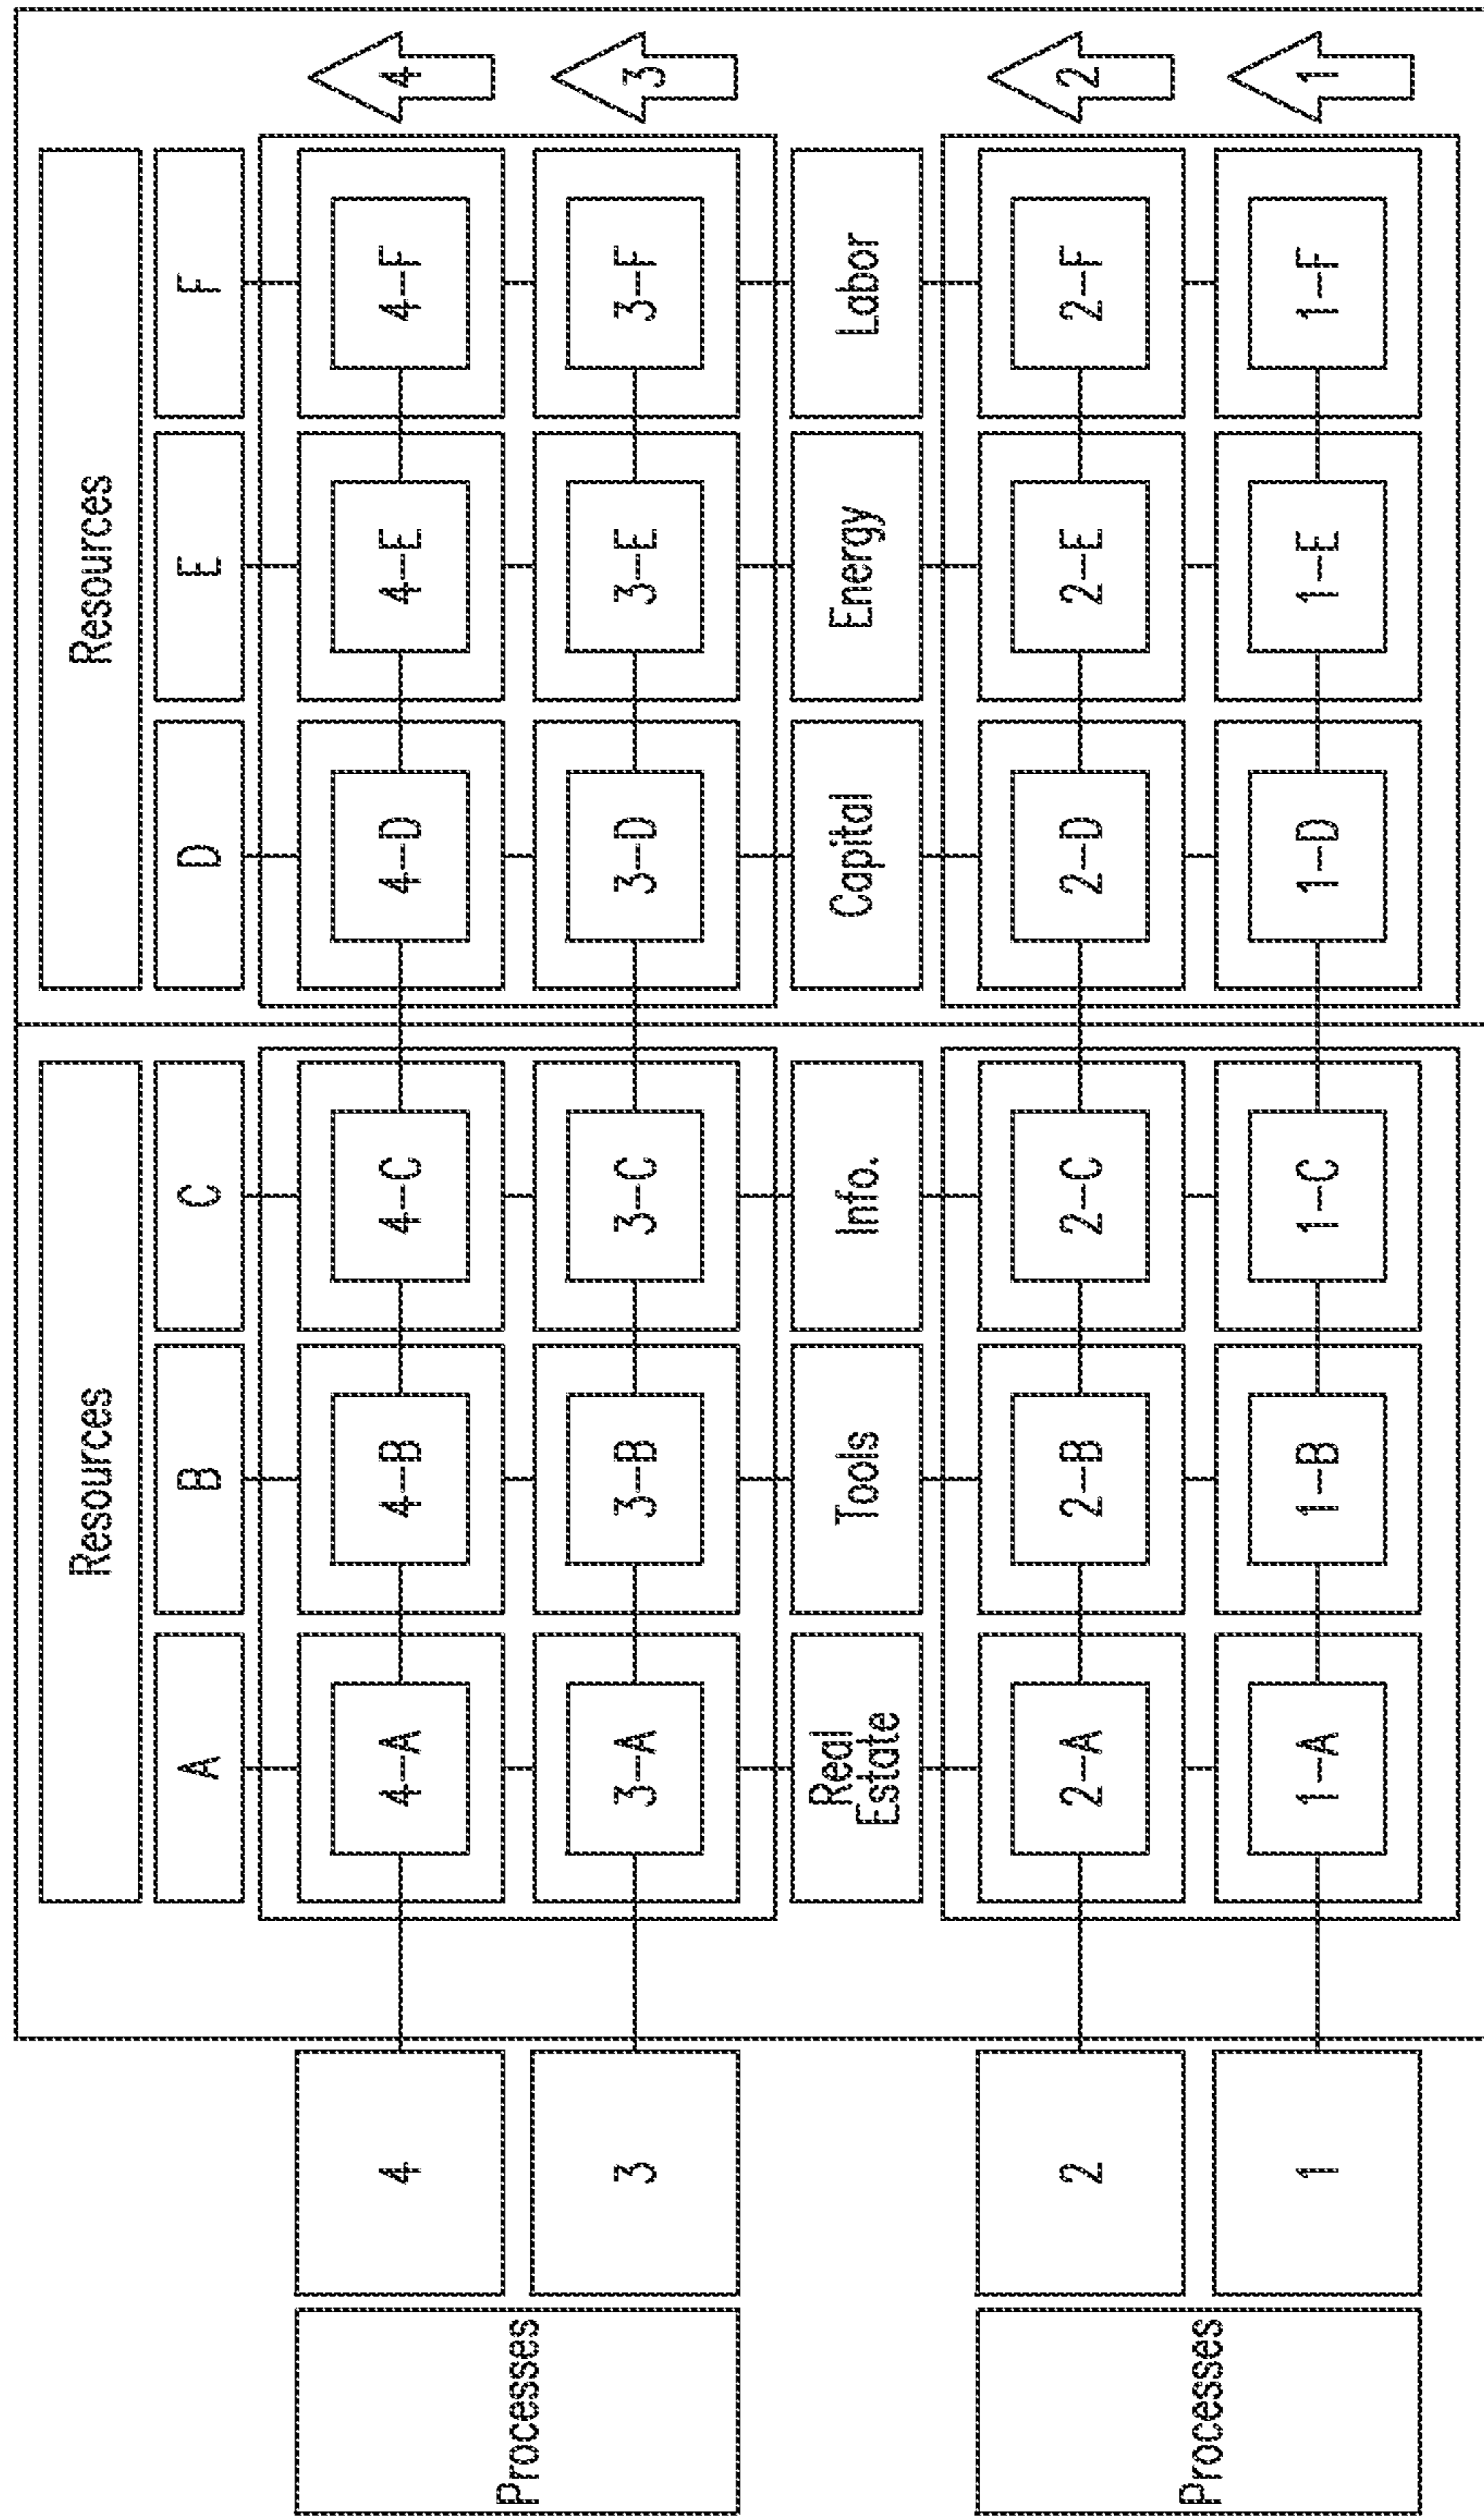 Resources
Resources
A
B
C
D
E
F
Processes
4
4-A
4-B
4-C
4-D
4-E
4-F
4
3
3-A
3-B
3-C
3-D
3-E
3-F
3
Real
Estate
Tools
Info.
Capital
Energy
Labor
Processes
2
2-A
2-B
2-C
2-D
2-E
2-F
2
1
1-A
1-B
1-C
1-D
1-E
1-F
1